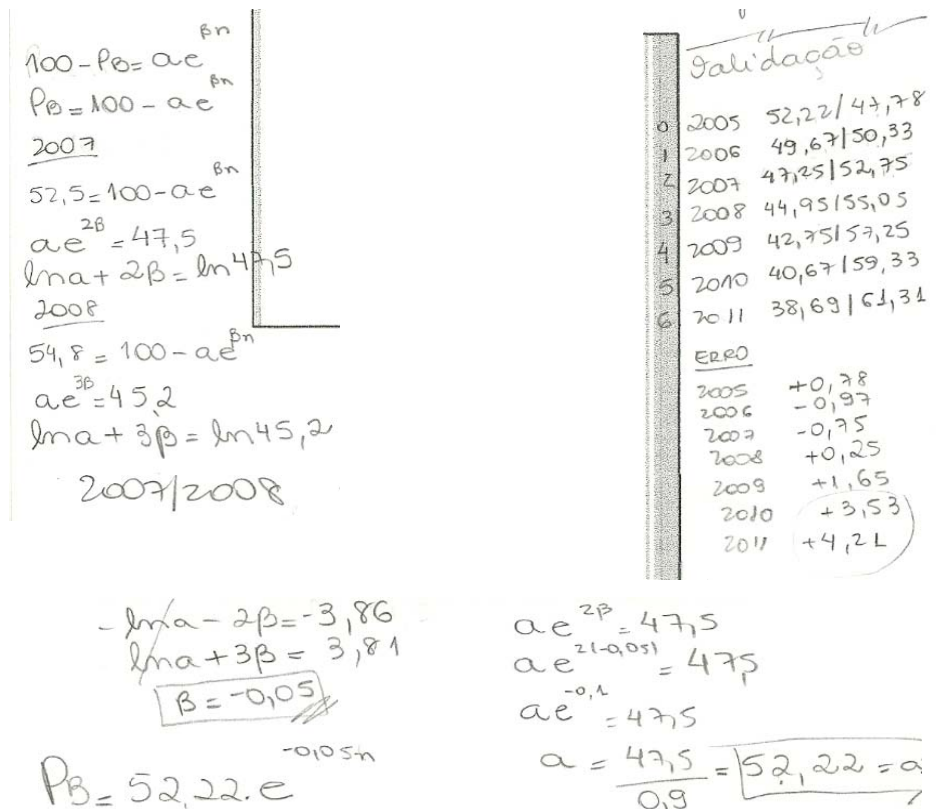 100 - PB = ae^βn
PB = 100 - ae^βn
2007
52,5 = 100 - ae^βn
ae^2β = 47,5
lna + 2β = ln 47,5
2008
54,8 = 100 - ae^βn
ae^3β = 45,2
lna + 3β = ln 45,2
2007/2008
Validação
0 2005 52,22 / 47,78
1 2006 49,67 | 50,33
2 2007 47,25 | 52,75
3 2008 44,95 | 55,05
4 2009 42,75 | 57,25
5 2010 40,67 | 59,33
6 2011 38,69 | 61,31
ERRO
2005 +0,78
2006 -0,97
2007 -0,75
2008 +0,25
2009 +1,65
2010 +3,53
2011 +4,21
- lna - 2β = -3,86
lna + 3β = 3,81
β = -0,05
PB = 52,22 . e^-0,05n
ae^2β = 47,5
ae^2(-0,05) = 47,5
ae^-0,1 = 47,5
a = 47,5 / 0,9 = 52,22 = a